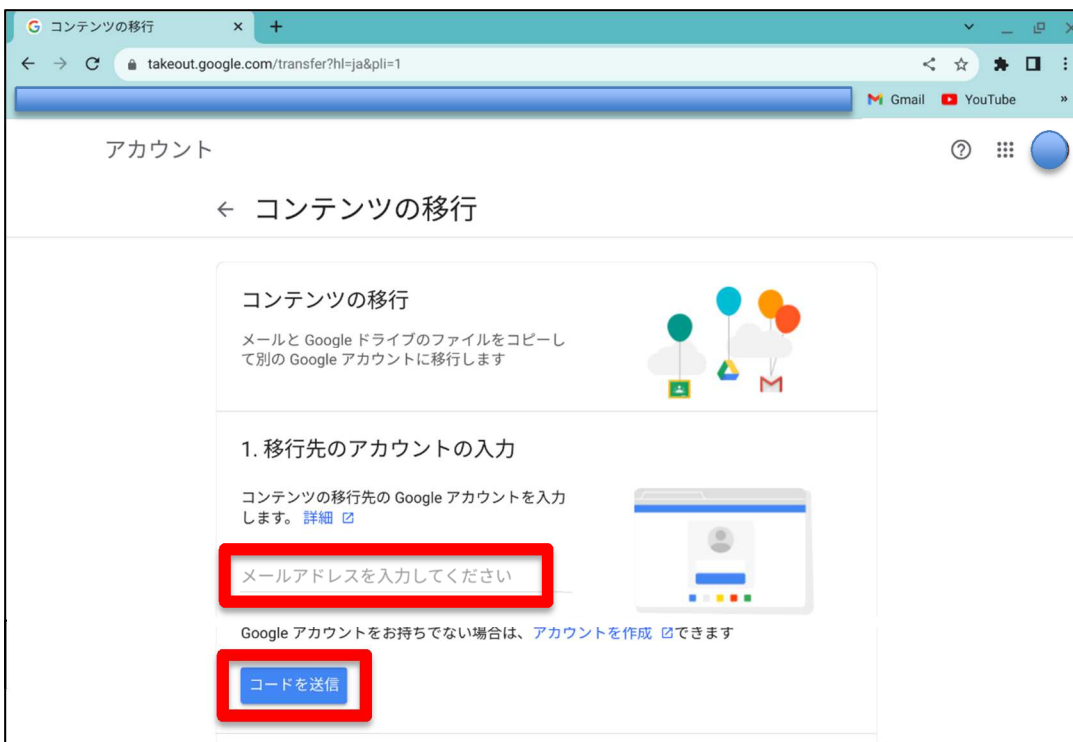 コンテンツの移行
takeout.google.com/transfer?hl=ja&pli=1
Gmail YouTube »
アカウント
コンテンツの移行
コンテンツの移行
メールと Google ドライブのファイルをコピーし
て別の Google アカウントに移行します
1. 移行先のアカウントの入力
コンテンツの移行先の Google アカウントを入力
します。 詳細
メールアドレスを入力してください
Google アカウントをお持ちでない場合は、アカウントを作成 できます
コードを送信